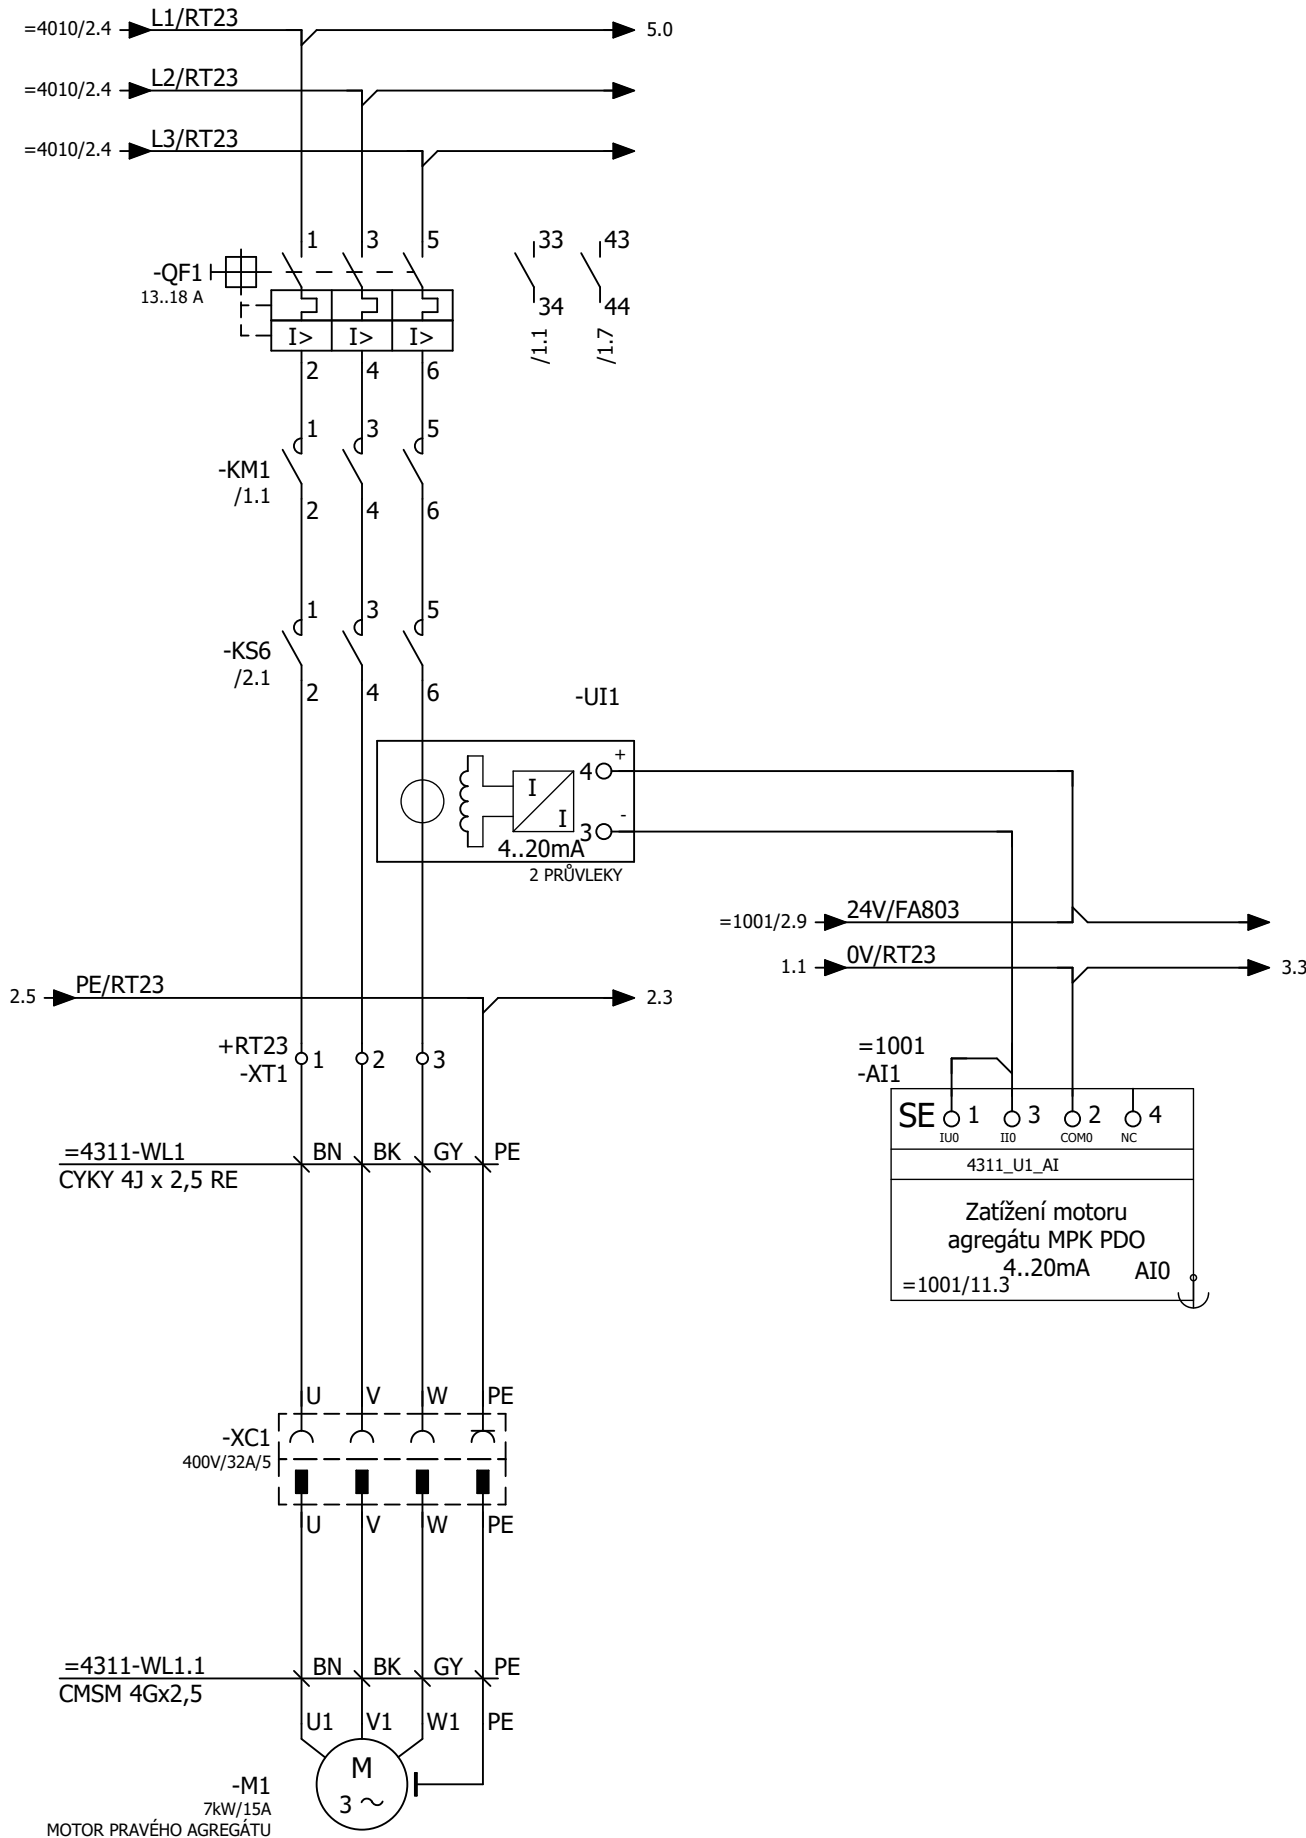 =4010/2.4 L1/RT23 5.0
=4010/2.4 L2/RT23
=4010/2.4 L3/RT23
1 3 5 33 43
-QF1
13..18 A
34 44
I> I> I>
/1.1 /1.7
2 4 6
1 3 5
-KM1
/1.1
2 4 6
1 3 5
-KS6
/2.1
2 4 6
-UI1
4 +
I
I
3 -
4..20mA
2 PRŮVLEKY
=1001/2.9 24V/FA803
1.1 0V/RT23 3.3
2.5 PE/RT23 2.3
+RT23
-XT1
1 2 3
=1001
-AI1
SE 1 3 2 4
IU0 II0 COM0 NC
4311_U1_AI
Zatížení motoru
agregátu MPK PDO
4..20mA AI0
=1001/11.3
=4311-WL1 BN BK GY PE
CYKY 4J x 2,5 RE
U V W PE
-XC1
400V/32A/5
U V W PE
=4311-WL1.1 BN BK GY PE
CMSM 4Gx2,5
U1 V1 W1 PE
M
3 ~
-M1
7kW/15A
MOTOR PRAVÉHO AGREGÁTU